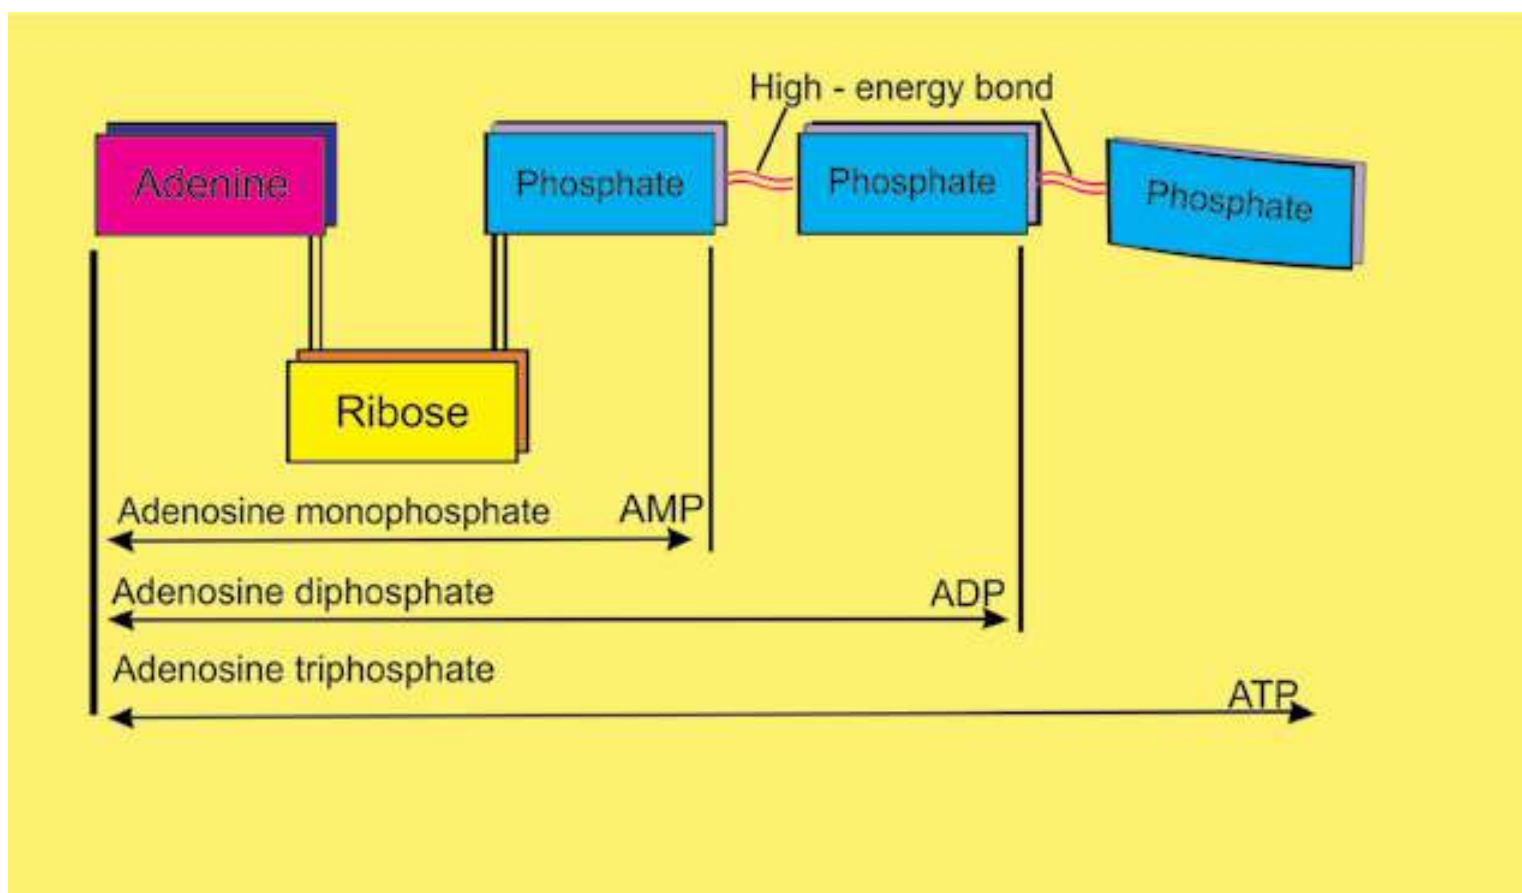 High - energy bond
Adenine
Phosphate
Phosphate
Phosphate
Ribose
Adenosine monophosphate AMP
Adenosine diphosphate ADP
Adenosine triphosphate
ATP